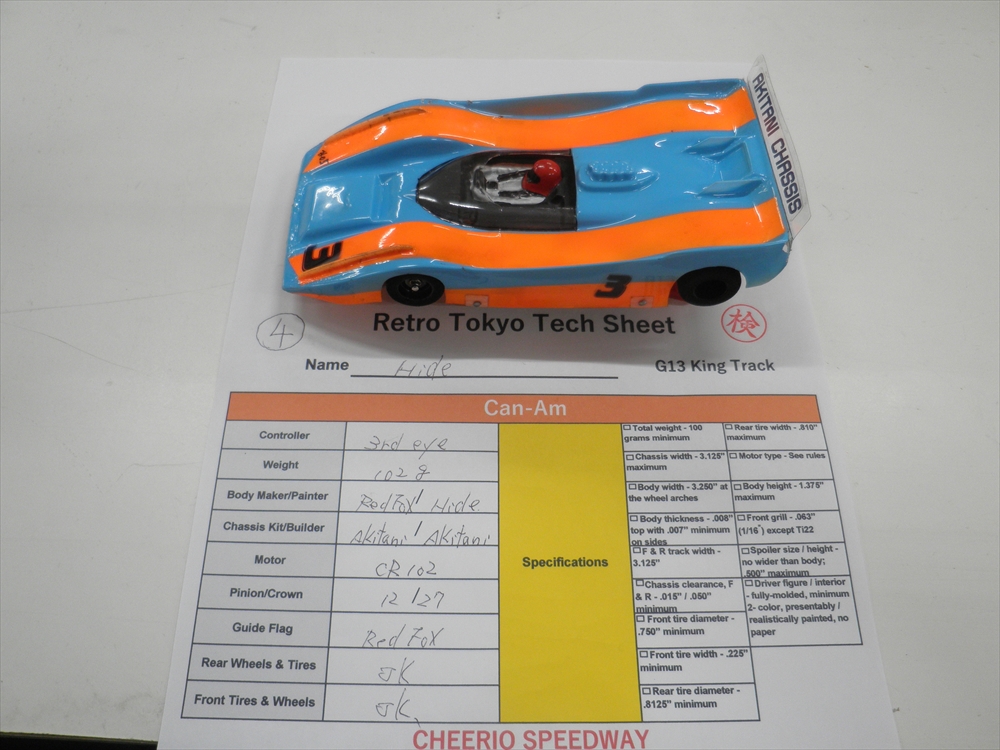 AKITANI CHASSIS
3
3
Retro Tokyo Tech Sheet
検
4
Name Hide
G13 King Track
Can-Am
Controller 3rd eye
Weight 102 g
Body Maker/Painter Red Fox / Hide
Chassis Kit/Builder Akitani / Akitani
Motor CR 102
Pinion/Crown 12 / 27
Guide Flag Red Fox
Rear Wheels & Tires JK
Front Tires & Wheels JK
Specifications
Total weight - 100
grams minimum
Chassis width - 3.125"
maximum
Body width - 3.250" at
the wheel arches
Body thickness - .008"
top with .007" minimum
on sides
F & R track width -
3.125"
Chassis clearance, F
& R - .015" / .050"
minimum
Front tire diameter -
.750" minimum
Front tire width - .225"
minimum
Rear tire diameter -
.8125" minimum
Rear tire width - .810"
maximum
Motor type - See rules
Body height - 1.375"
maximum
Front grill - .063"
(1/16") except Ti22
Spoiler size / height -
no wider than body;
.500" maximum
Driver figure / interior
- fully-molded, minimum
2- color, presentably /
realistically painted, no
paper
CHEERIO SPEEDWAY